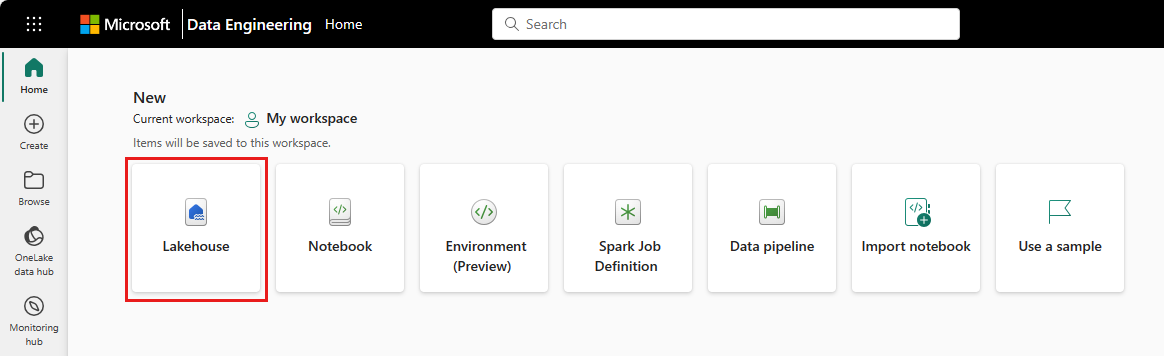 Microsoft Data Engineering Home
Search
Home
Create
Browse
OneLake
data hub
Monitoring
hub
New
Current workspace: My workspace
Items will be saved to this workspace.
Lakehouse
Notebook
Environment
(Preview)
Spark Job
Definition
Data pipeline
Import notebook
Use a sample